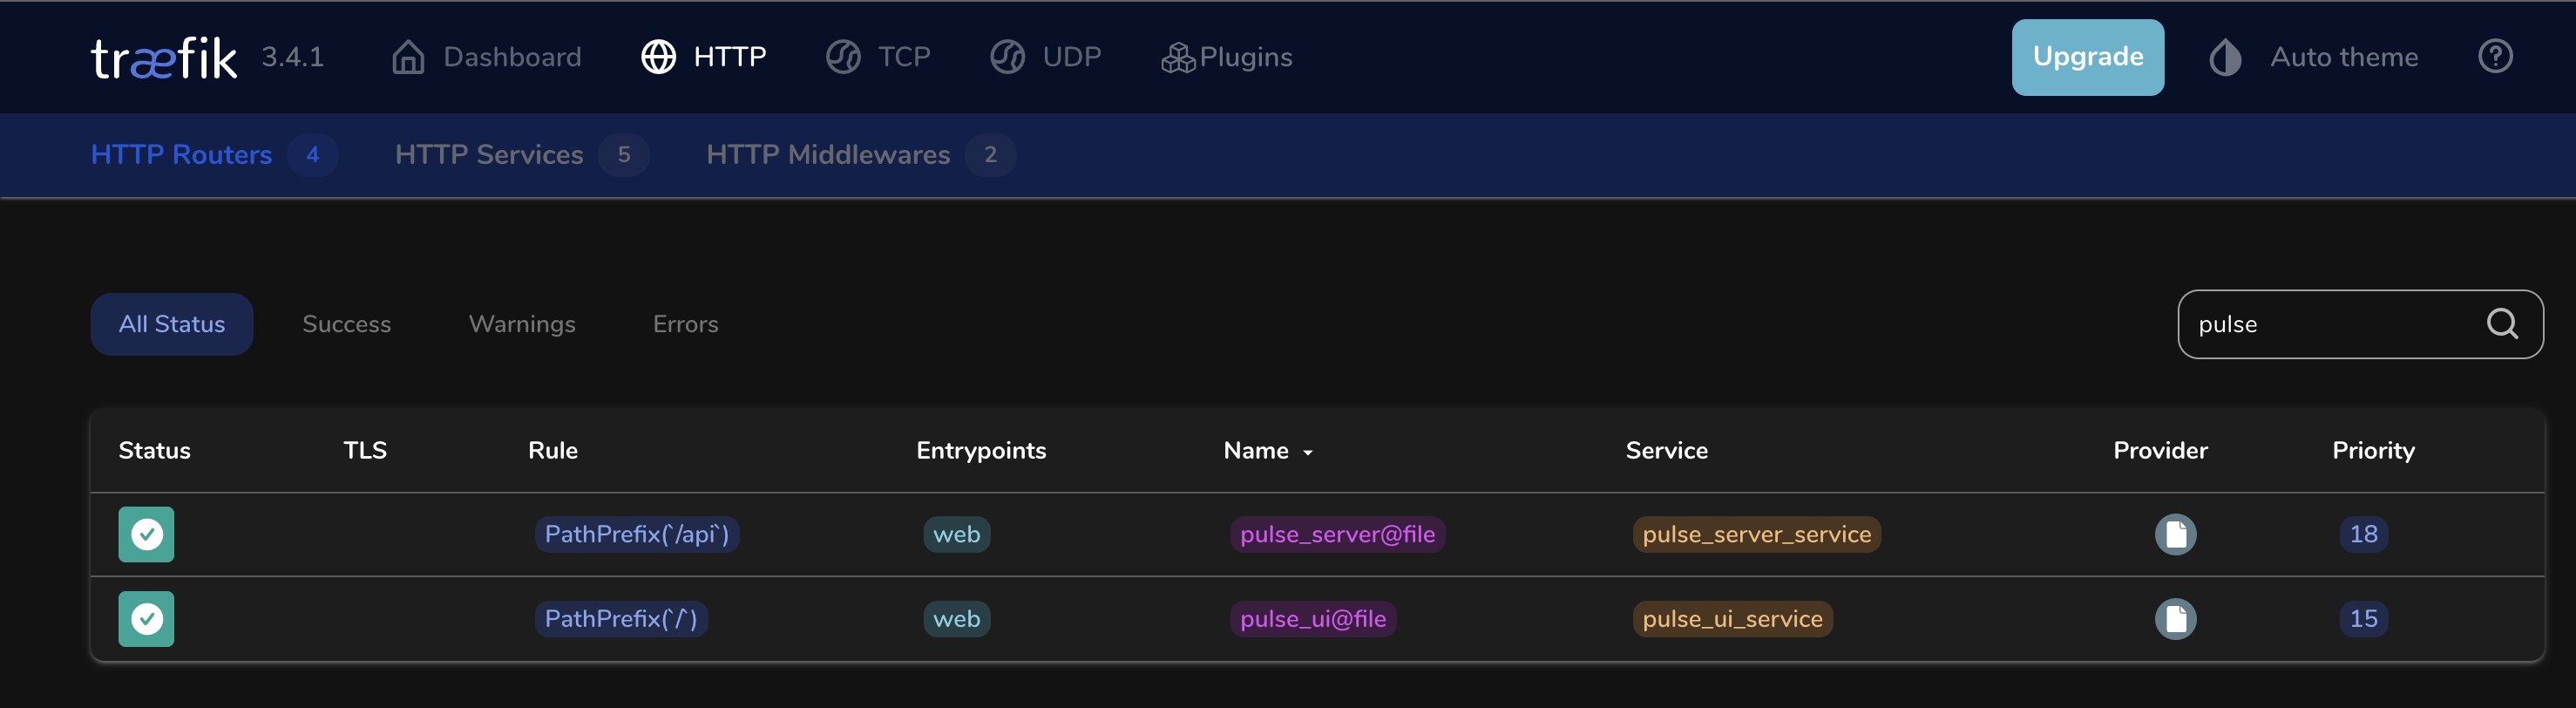 træfik 3.4.1 Dashboard HTTP TCP UDP Plugins Upgrade Auto theme
HTTP Routers 4 HTTP Services 5 HTTP Middlewares 2
All Status Success Warnings Errors pulse
Status TLS Rule Entrypoints Name Service Provider Priority
PathPrefix(`/api`) web pulse_server@file pulse_server_service 18
PathPrefix(`/`) web pulse_ui@file pulse_ui_service 15